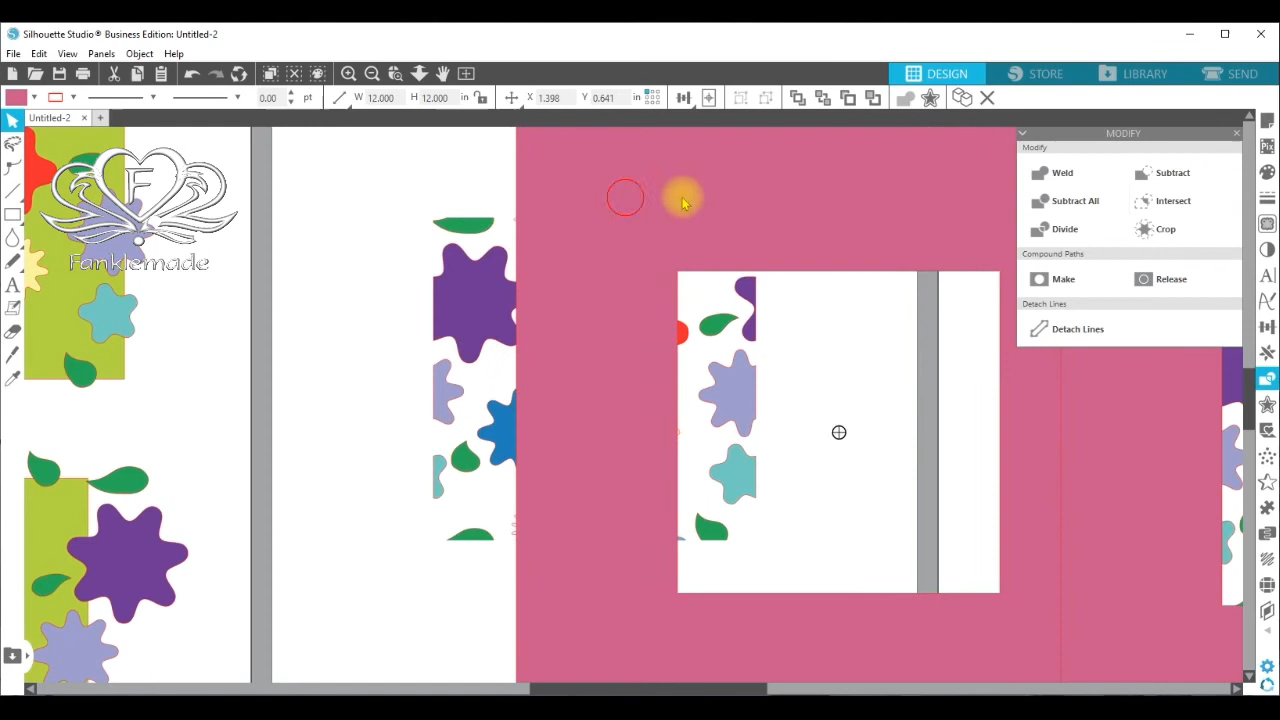 Silhouette Studio® Business Edition: Untitled-2
File Edit View Panels Object Help
DESIGN STORE LIBRARY SEND
0.00 pt W 12.000 H 12.000 in X 1.398 Y 0.641 in
Untitled-2 × +
MODIFY
Modify
Weld Subtract
Subtract All Intersect
Divide Crop
Compound Paths
Make Release
Detach Lines
Detach Lines
F
Fanklemade
Pix
A
A